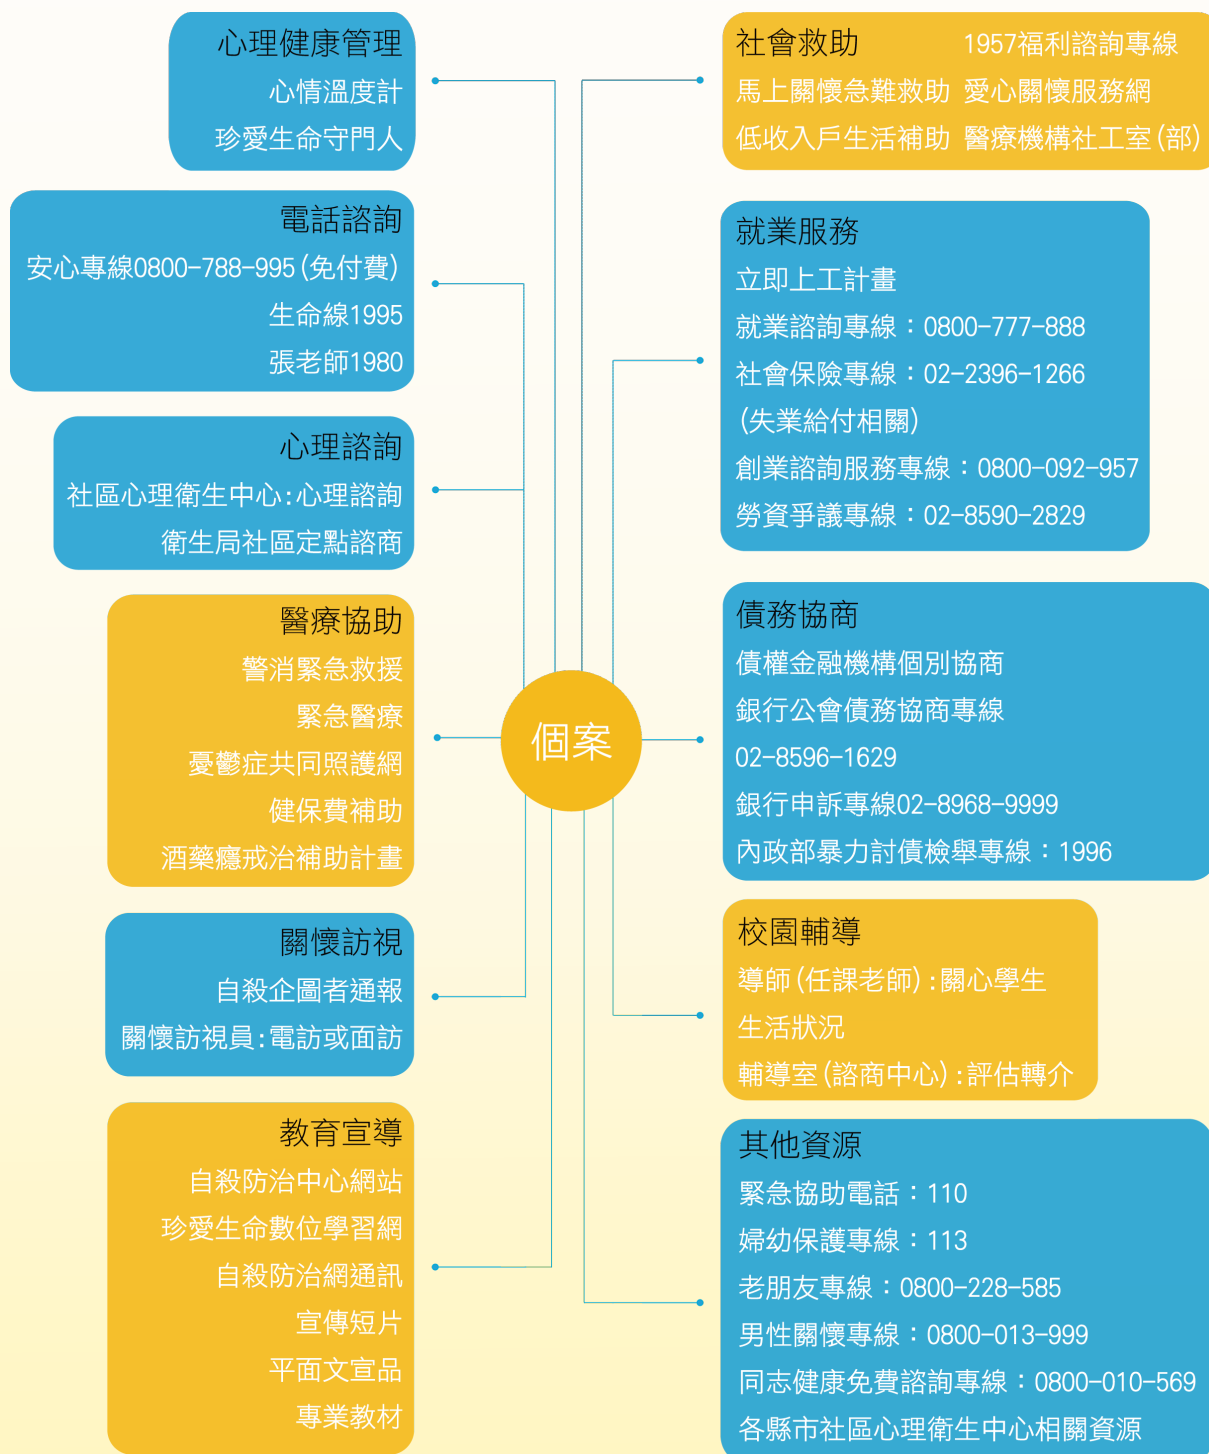 心理健康管理
心情溫度計
珍愛生命守門人
電話諮詢
安心專線0800-788-995(免付費)
生命線1995
張老師1980
心理諮詢
社區心理衛生中心:心理諮詢
衛生局社區定點諮商
醫療協助
警消緊急救援
緊急醫療
憂鬱症共同照護網
健保費補助
酒藥癮戒治補助計畫
關懷訪視
自殺企圖者通報
關懷訪視員:電訪或面訪
教育宣導
自殺防治中心網站
珍愛生命數位學習網
自殺防治網通訊
宣傳短片
平面文宣品
專業教材
個案
社會救助 1957福利諮詢專線
馬上關懷急難救助 愛心關懷服務網
低收入戶生活補助 醫療機構社工室(部)
就業服務
立即上工計畫
就業諮詢專線：0800-777-888
社會保險專線：02-2396-1266
(失業給付相關)
創業諮詢服務專線：0800-092-957
勞資爭議專線：02-8590-2829
債務協商
債權金融機構個別協商
銀行公會債務協商專線
02-8596-1629
銀行申訴專線02-8968-9999
內政部暴力討債檢舉專線：1996
校園輔導
導師(任課老師):關心學生
生活狀況
輔導室(諮商中心):評估轉介
其他資源
緊急協助電話：110
婦幼保護專線：113
老朋友專線：0800-228-585
男性關懷專線：0800-013-999
同志健康免費諮詢專線：0800-010-569
各縣市社區心理衛生中心相關資源